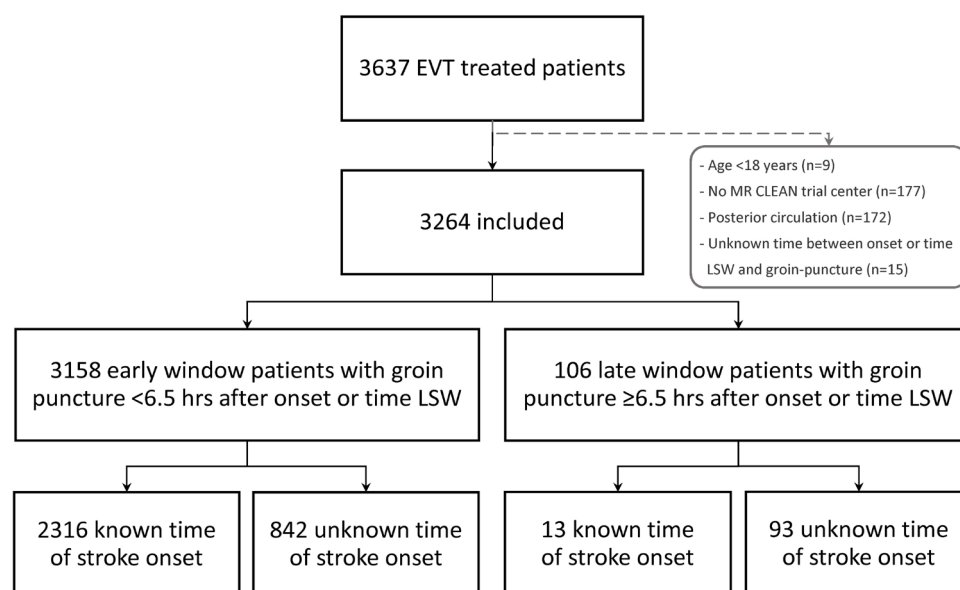 3637 EVT treated patients
- Age <18 years (n=9)
- No MR CLEAN trial center (n=177)
- Posterior circulation (n=172)
- Unknown time between onset or time
LSW and groin-puncture (n=15)
3264 included
3158 early window patients with groin
puncture <6.5 hrs after onset or time LSW
106 late window patients with groin
puncture ≥6.5 hrs after onset or time LSW
2316 known time
of stroke onset
842 unknown time
of stroke onset
13 known time
of stroke onset
93 unknown time
of stroke onset